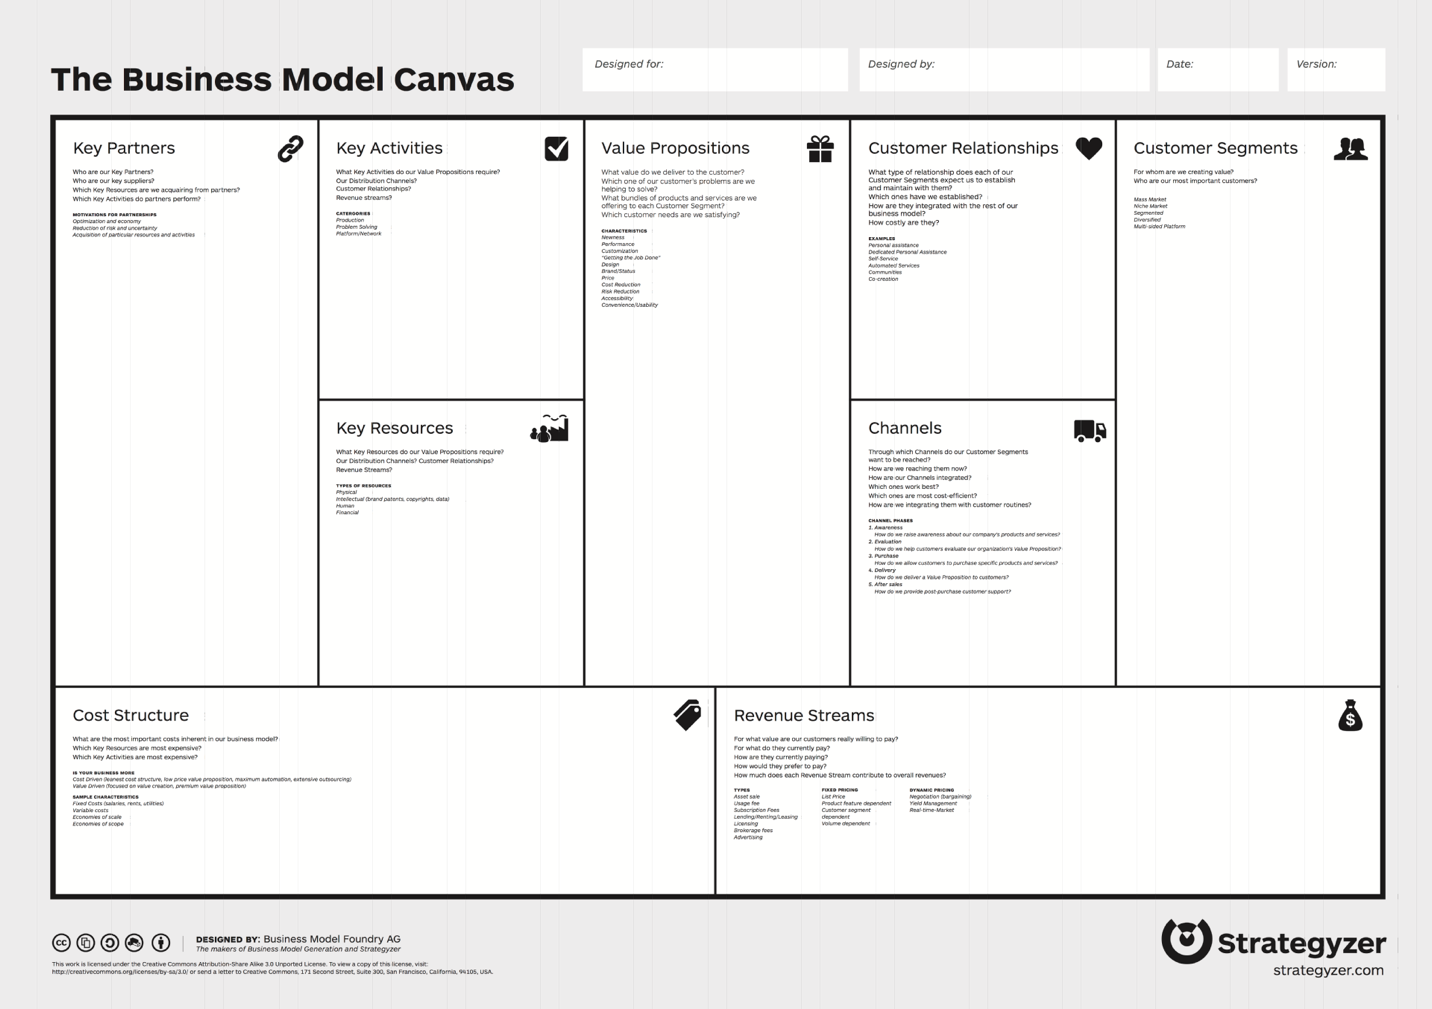 The Business Model Canvas
Designed for:
Designed by:
Date:
Version:
Key Partners
Who are our Key Partners?
Who are our key suppliers?
Which Key Resources are we acquiring from partners?
Which Key Activities do partners perform?
MOTIVATIONS FOR PARTNERSHIPS
Optimization and economy
Reduction of risk and uncertainty
Acquisition of particular resources and activities
Key Activities
What Key Activities do our Value Propositions require?
Our Distribution Channels?
Customer Relationships?
Revenue streams?
CATERGORIES
Production
Problem Solving
Platform/Network
Key Resources
What Key Resources do our Value Propositions require?
Our Distribution Channels? Customer Relationships?
Revenue Streams?
TYPES OF RESOURCES
Physical
Intellectual (brand patents, copyrights, data)
Human
Financial
Value Propositions
What value do we deliver to the customer?
Which one of our customer's problems are we
helping to solve?
What bundles of products and services are we
offering to each Customer Segment?
Which customer needs are we satisfying?
CHARACTERISTICS
Newness
Performance
Customization
"Getting the Job Done"
Design
Brand/Status
Price
Cost Reduction
Risk Reduction
Accessibility
Convenience/Usability
Customer Relationships
What type of relationship does each of our
Customer Segments expect us to establish
and maintain with them?
Which ones have we established?
How are they integrated with the rest of our
business model?
How costly are they?
EXAMPLES
Personal assistance
Dedicated Personal Assistance
Self-Service
Automated Services
Communities
Co-creation
Channels
Through which Channels do our Customer Segments
want to be reached?
How are we reaching them now?
How are our Channels integrated?
Which ones work best?
Which ones are most cost-efficient?
How are we integrating them with customer routines?
CHANNEL PHASES
1. Awareness
How do we raise awareness about our company's products and services?
2. Evaluation
How do we help customers evaluate our organization's Value Proposition?
3. Purchase
How do we allow customers to purchase specific products and services?
4. Delivery
How do we deliver a Value Proposition to customers?
5. After sales
How do we provide post-purchase customer support?
Customer Segments
For whom are we creating value?
Who are our most important customers?
Mass Market
Niche Market
Segmented
Diversified
Multi-sided Platform
Cost Structure
What are the most important costs inherent in our business model?
Which Key Resources are most expensive?
Which Key Activities are most expensive?
IS YOUR BUSINESS MORE
Cost Driven (leanest cost structure, low price value proposition, maximum automation, extensive outsourcing)
Value Driven (focused on value creation, premium value proposition)
SAMPLE CHARACTERISTICS
Fixed Costs (salaries, rents, utilities)
Variable costs
Economies of scale
Economies of scope
Revenue Streams
For what value are our customers really willing to pay?
For what do they currently pay?
How are they currently paying?
How would they prefer to pay?
How much does each Revenue Stream contribute to overall revenues?
TYPES
Asset sale
Usage fee
Subscription Fees
Lending/Renting/Leasing
Licensing
Brokerage fees
Advertising
FIXED PRICING
List Price
Product feature dependent
Customer segment
dependent
Volume dependent
DYNAMIC PRICING
Negotiation (bargaining)
Yield Management
Real-time-Market
$
cc
DESIGNED BY: Business Model Foundry AG
The makers of Business Model Generation and Strategyzer
This work is licensed under the Creative Commons Attribution-Share Alike 3.0 Unported License. To view a copy of this license, visit:
http://creativecommons.org/licenses/by-sa/3.0/ or send a letter to Creative Commons, 171 Second Street, Suite 300, San Francisco, California, 94105, USA.
Strategyzer
strategyzer.com